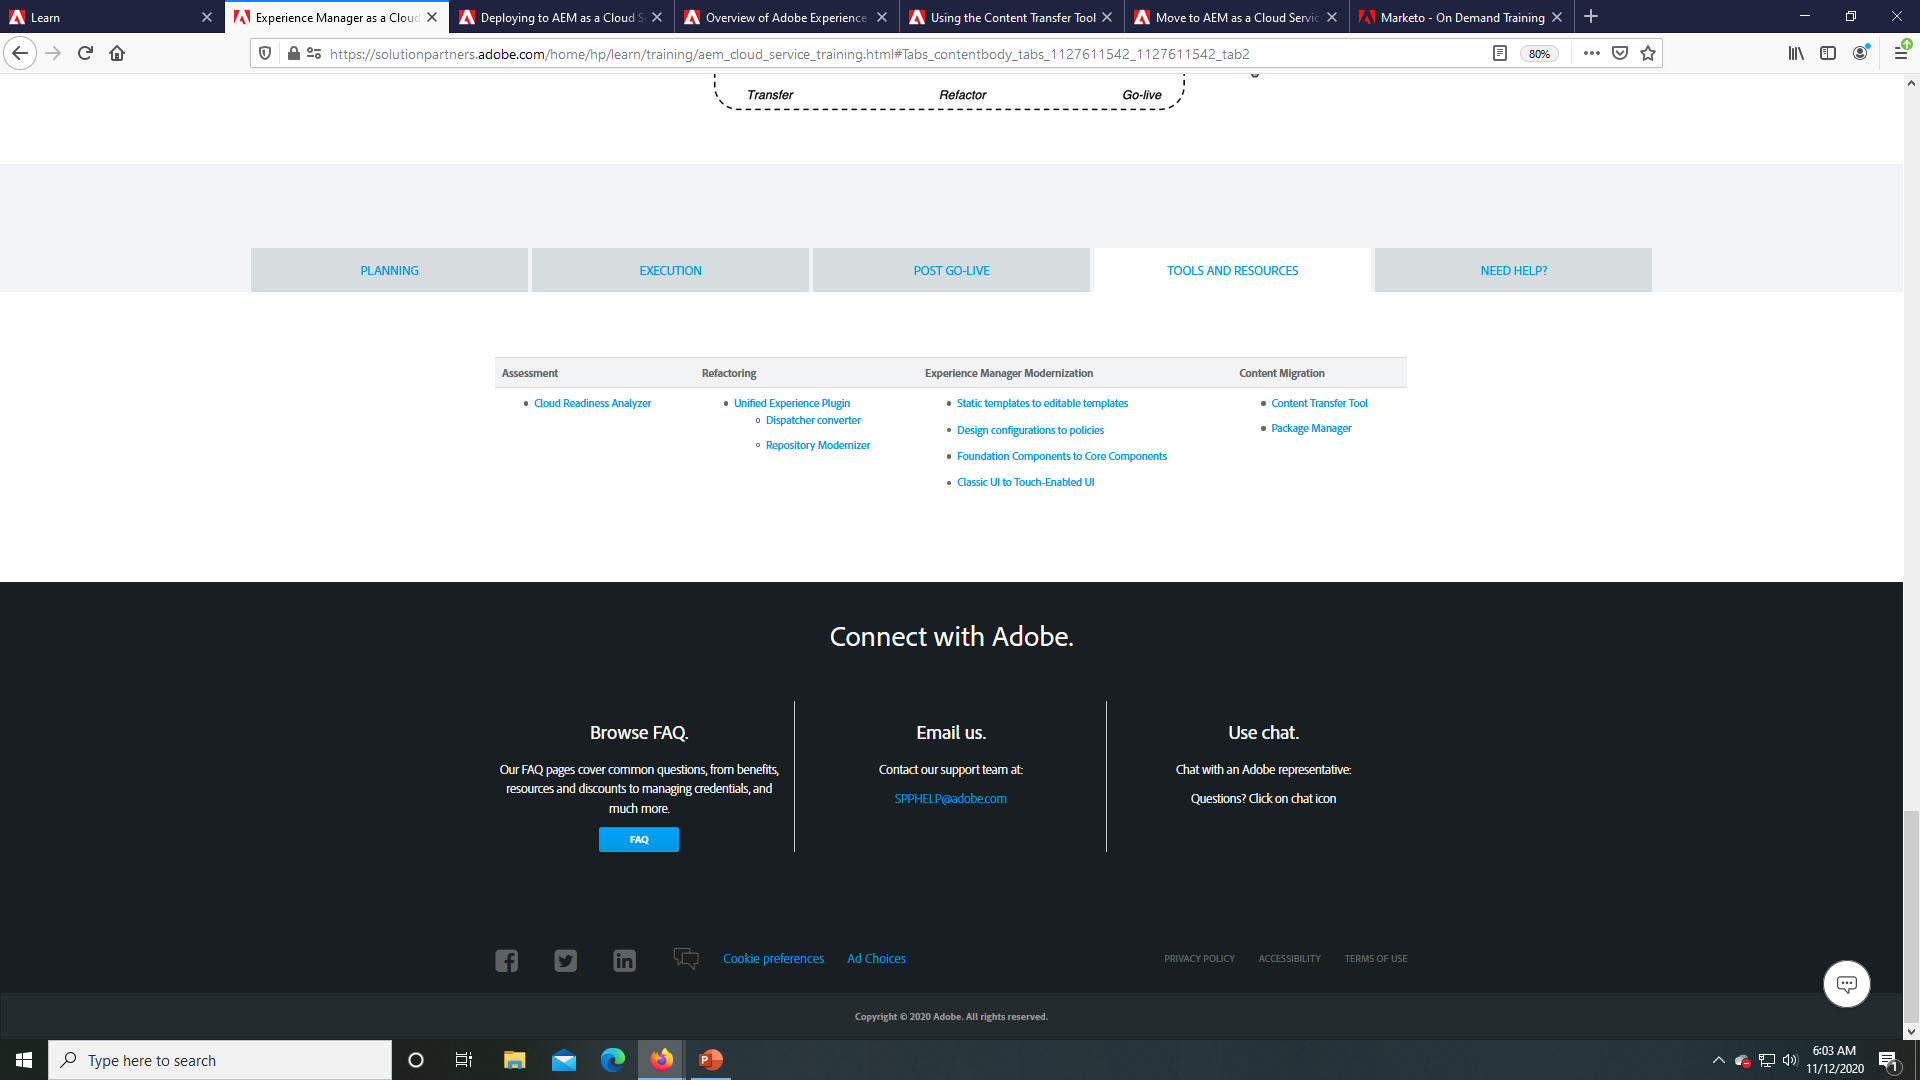 Learn
Experience Manager as a Cloud
Deploying to AEM as a Cloud S
Overview of Adobe Experience
Using the Content Transfer Tool
Move to AEM as a Cloud Servic
Marketo - On Demand Training
https://solutionpartners.adobe.com/home/hp/learn/training/aem_cloud_service_training.html#Tabs_contentbody_tabs_1127611542_1127611542_tab2
80%
Transfer Refactor Go-live
PLANNING EXECUTION POST GO-LIVE TOOLS AND RESOURCES NEED HELP?
Assessment Refactoring Experience Manager Modernization Content Migration
Cloud Readiness Analyzer
Unified Experience Plugin
Dispatcher converter
Repository Modernizer
Static templates to editable templates
Design configurations to policies
Foundation Components to Core Components
Classic UI to Touch-Enabled UI
Content Transfer Tool
Package Manager
Connect with Adobe.
Browse FAQ.
Our FAQ pages cover common questions, from benefits,
resources and discounts to managing credentials, and
much more.
FAQ
Email us.
Contact our support team at:
SPPHELP@adobe.com
Use chat.
Chat with an Adobe representative:
Questions? Click on chat icon
Cookie preferences Ad Choices
PRIVACY POLICY ACCESSIBILITY TERMS OF USE
Copyright © 2020 Adobe. All rights reserved.
Type here to search
6:03 AM
11/12/2020
1